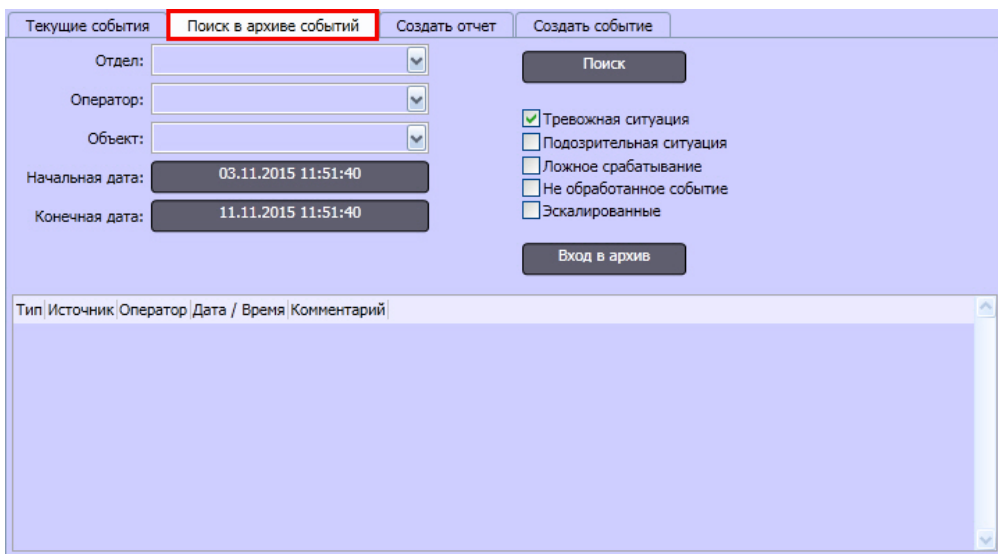 Текущие события Поиск в архиве событий Создать отчет Создать событие
Отдел:
Оператор:
Объект:
Начальная дата: 03.11.2015 11:51:40
Конечная дата: 11.11.2015 11:51:40
Поиск
Тревожная ситуация
Подозрительная ситуация
Ложное срабатывание
Не обработанное событие
Эскалированные
Вход в архив
Тип Источник Оператор Дата / Время Комментарий